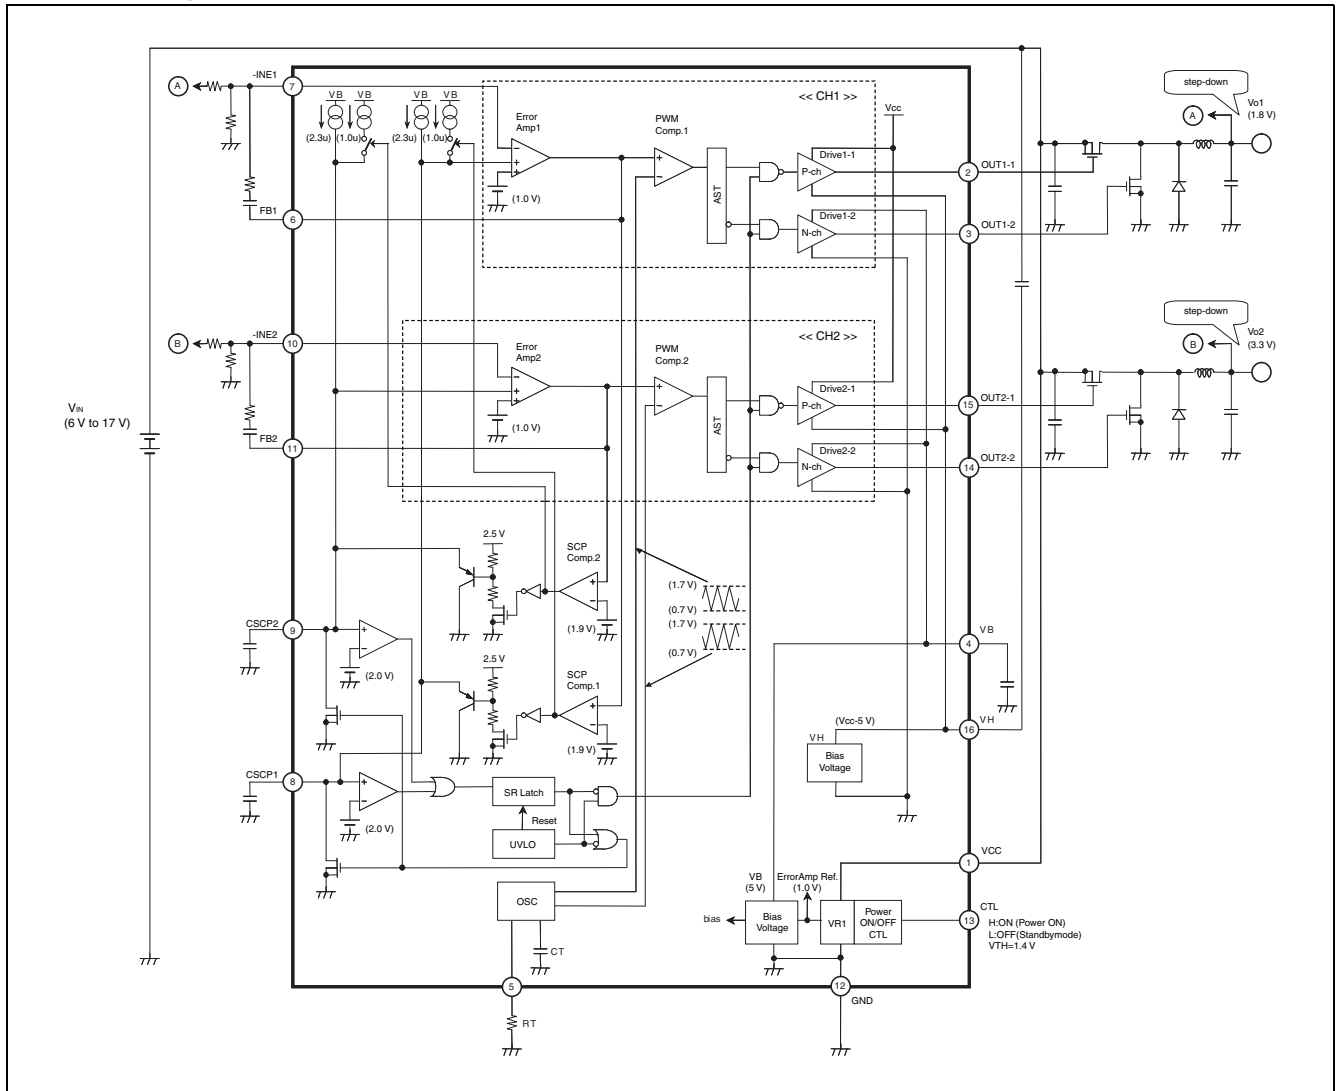 step-down
A
Vo1
(1.8 V)
A
-INE1
7
VB
VB
VB
VB
(2.3u)
(1.0u)
(2.3u)
(1.0u)
<< CH1 >>
Vcc
Error
Amp1
PWM
Comp.1
Drive1-1
P-ch
AST
(1.0 V)
2
OUT1-1
Drive1-2
N-ch
3
OUT1-2
FB1
6
step-down
B
Vo2
(3.3 V)
B
-INE2
10
<< CH2 >>
Error
Amp2
PWM
Comp.2
Drive2-1
P-ch
AST
(1.0 V)
15
OUT2-1
Drive2-2
N-ch
14
OUT2-2
VIN
(6 V to 17 V)
FB2
11
2.5 V
SCP
Comp.2
(1.9 V)
(1.7 V)
(0.7 V)
(1.7 V)
(0.7 V)
CSCP2
9
(2.0 V)
4
VB
2.5 V
SCP
Comp.1
(1.9 V)
(Vcc-5 V)
16
VH
VH
Bias
Voltage
CSCP1
8
(2.0 V)
SR Latch
Reset
UVLO
1
VCC
OSC
CT
VB
(5 V)
ErrorAmp Ref.
(1.0 V)
bias
Bias
Voltage
VR1
Power
ON/OFF
CTL
13
CTL
H:ON (Power ON)
L:OFF(Standbymode)
VTH=1.4 V
5
RT
12
GND